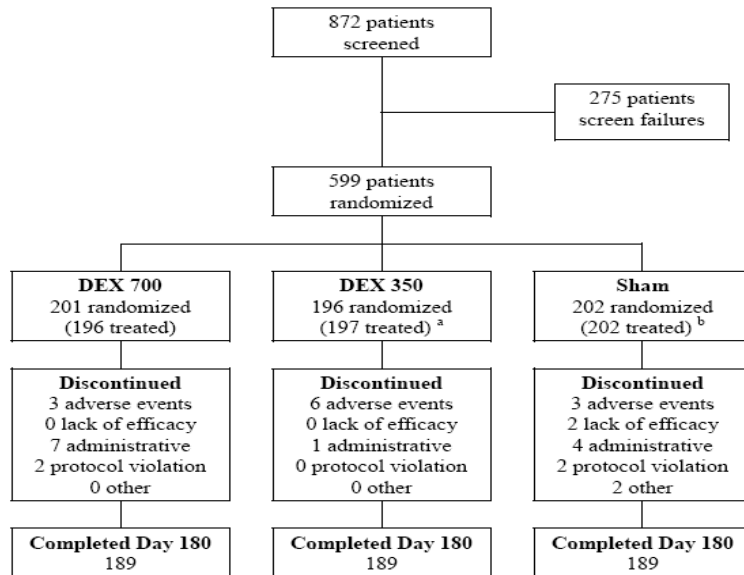 872 patients
screened
275 patients
screen failures
599 patients
randomized
DEX 700
201 randomized
(196 treated)
DEX 350
196 randomized
(197 treated) a
Sham
202 randomized
(202 treated) b
Discontinued
3 adverse events
0 lack of efficacy
7 administrative
2 protocol violation
0 other
Discontinued
6 adverse events
0 lack of efficacy
1 administrative
0 protocol violation
0 other
Discontinued
3 adverse events
2 lack of efficacy
4 administrative
2 protocol violation
2 other
Completed Day 180
189
Completed Day 180
189
Completed Day 180
189